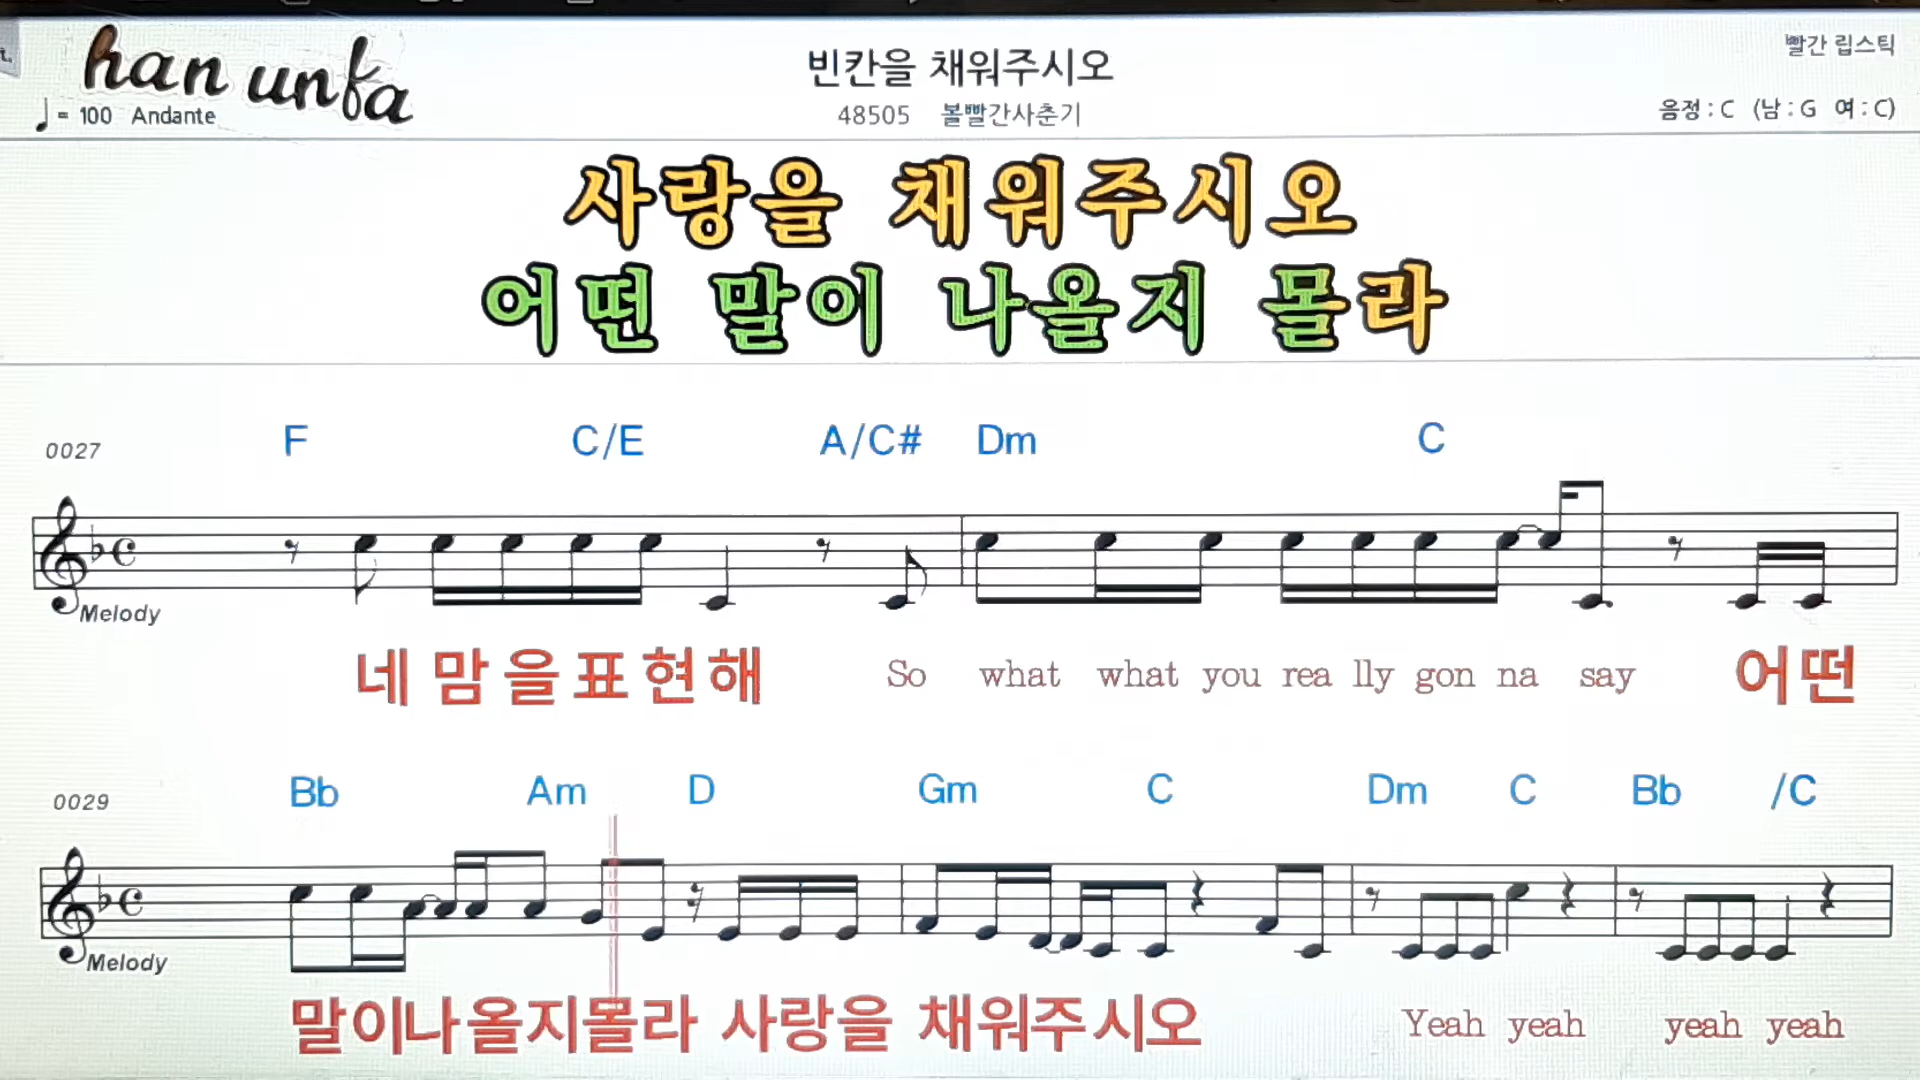 han unfa
빈칸을 채워주시오
빨간 립스틱
♩= 100 Andante
48505 볼빨간사춘기
음정 : C (남 : G 여 : C)
사랑을 채워주시오
어떤 말이 나올지 몰라
0027 F C/E A/C# Dm C
Melody
네 맘을표현해 So what what you rea lly gon na say 어떤
0029 Bb Am D Gm C Dm C Bb /C
Melody
말이나올지몰라 사랑을 채워주시오 Yeah yeah yeah yeah